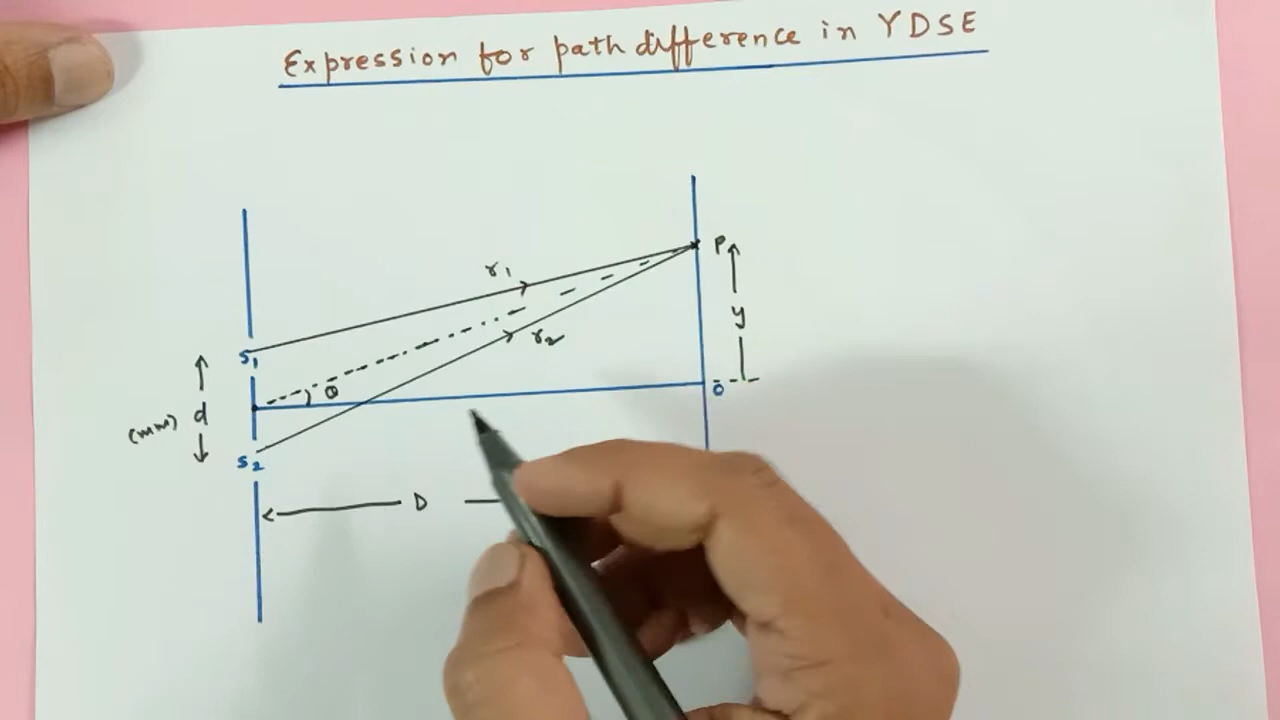 Expression for path difference in YDSE
P
r₁
y
r₂
S₁
θ
O
(mm) d
S₂
D